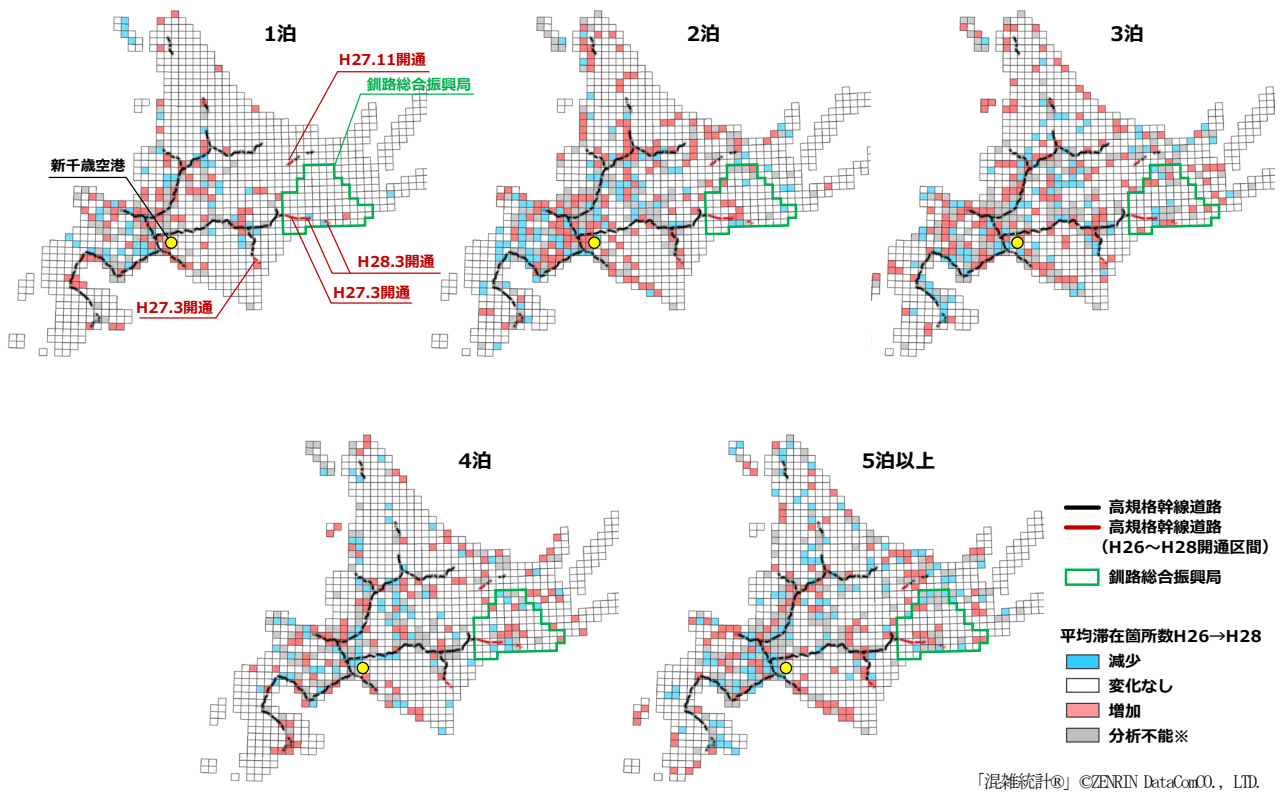 1泊
2泊
3泊
H27.11開通
釧路総合振興局
新千歳空港
H28.3開通
H27.3開通
H27.3開通
4泊
5泊以上
高規格幹線道路
高規格幹線道路
(H26~H28開通区間)
釧路総合振興局
平均滞在箇所数H26→H28
減少
変化なし
増加
分析不能※
「混雑統計®」©ZENRIN DataComCO., LTD.